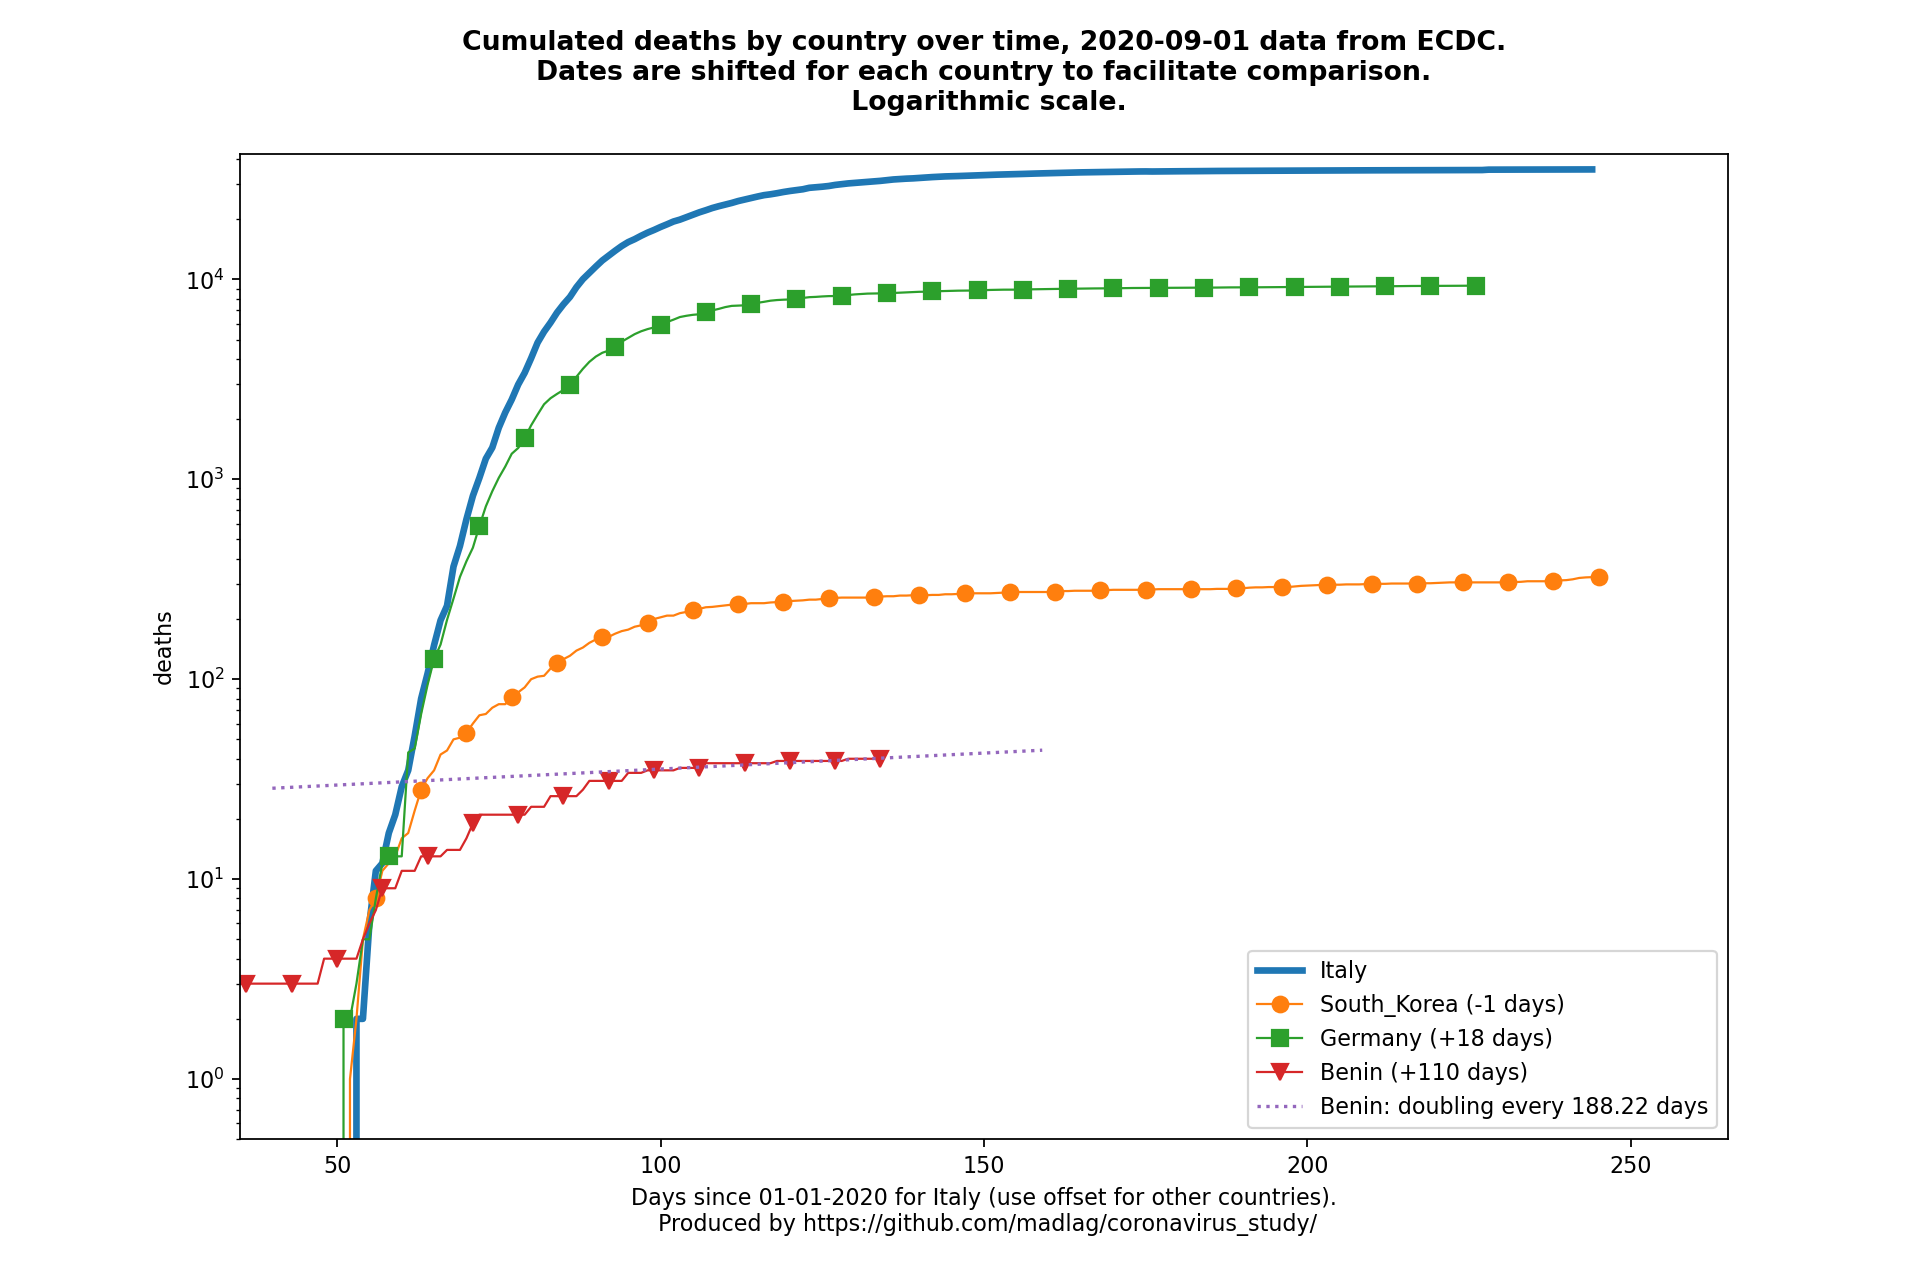 Cumulated deaths by country over time, 2020-09-01 data from ECDC.
Dates are shifted for each country to facilitate comparison.
Logarithmic scale.
deaths
10⁴
10³
10²
10¹
10⁰
50
100
150
200
250
Italy
South_Korea (-1 days)
Germany (+18 days)
Benin (+110 days)
Benin: doubling every 188.22 days
Days since 01-01-2020 for Italy (use offset for other countries).
Produced by https://github.com/madlag/coronavirus_study/